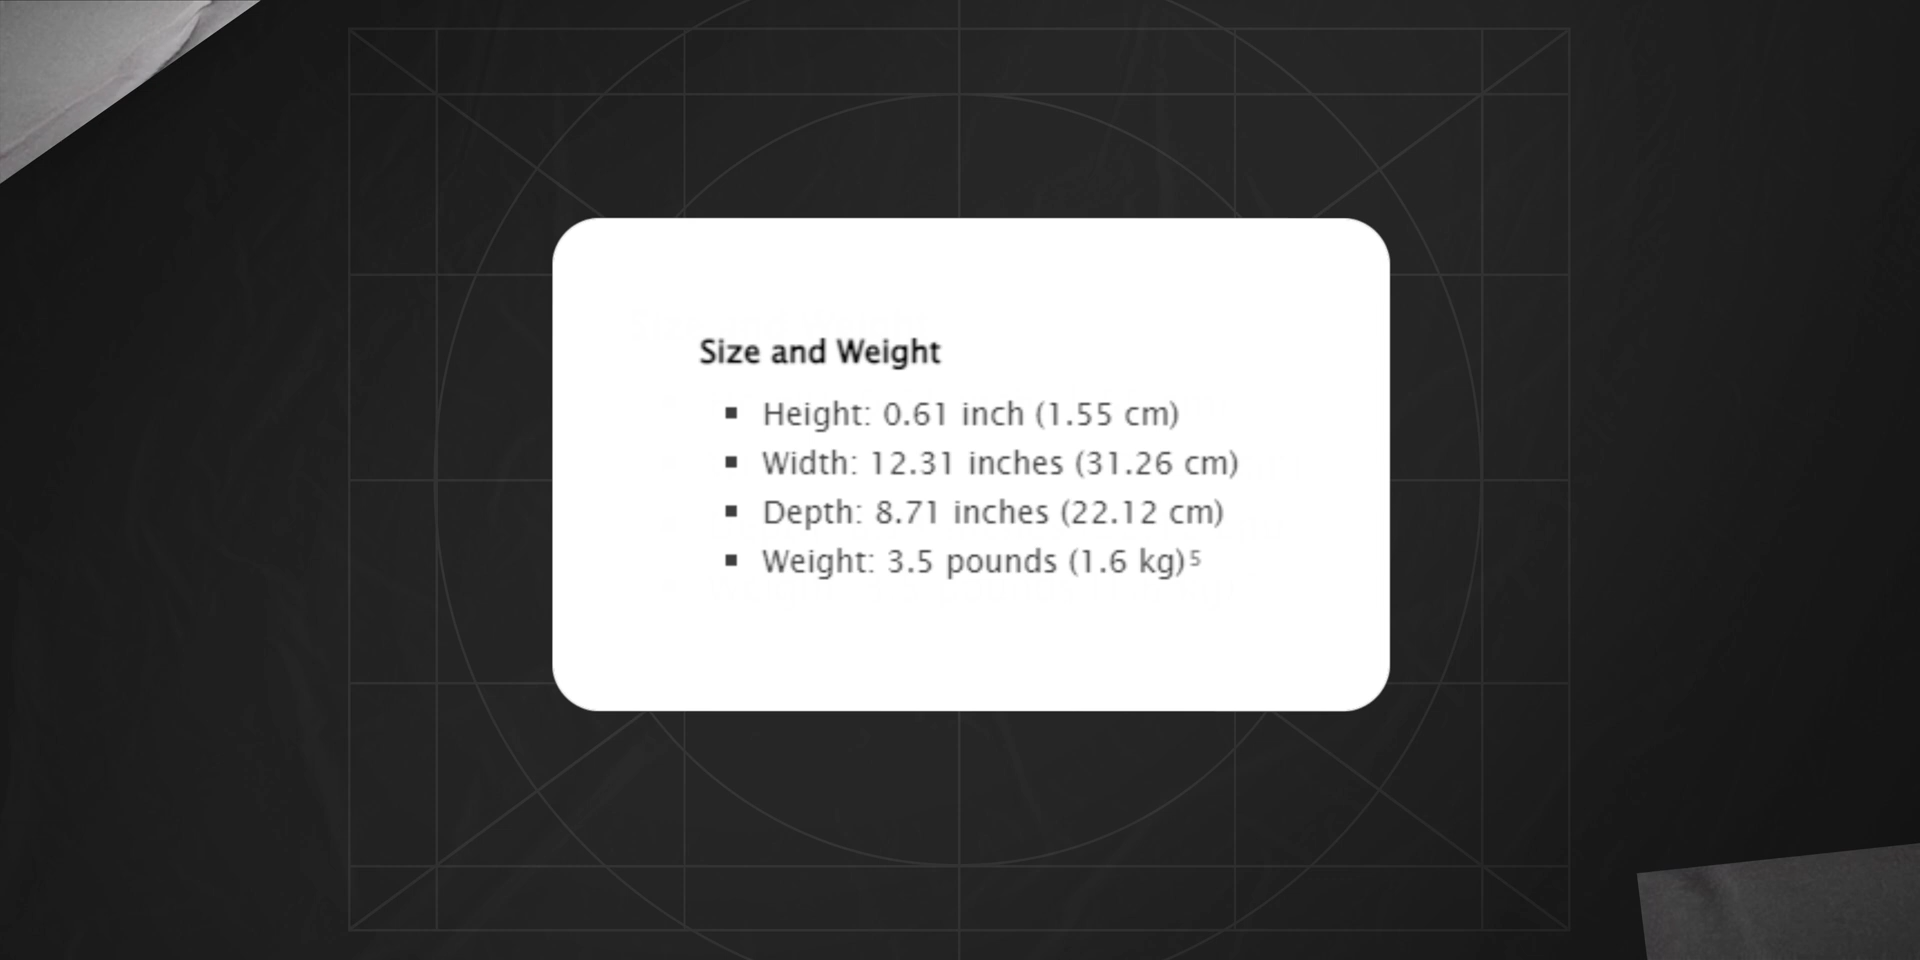 Size and Weight
▪ Height: 0.61 inch (1.55 cm)
▪ Width: 12.31 inches (31.26 cm)
▪ Depth: 8.71 inches (22.12 cm)
▪ Weight: 3.5 pounds (1.6 kg)⁵